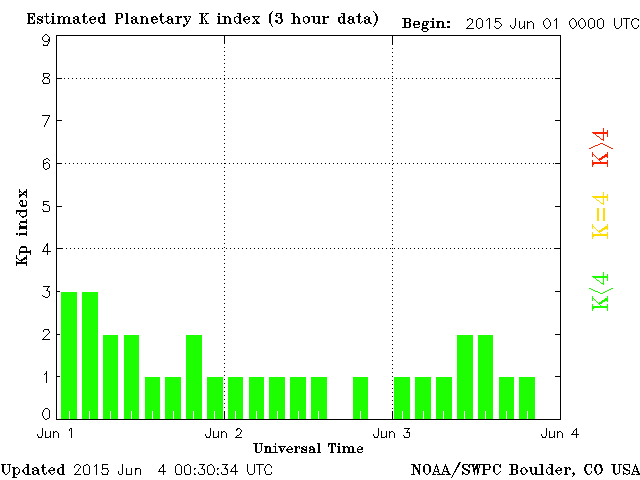 Estimated Planetary K index (3 hour data)
Begin: 2015 Jun 01 0000 UTC
9
8
7
6
5
4
3
2
1
0
Kp index
K>4
K=4
K<4
Jun 1
Jun 2
Jun 3
Jun 4
Universal Time
Updated 2015 Jun 4 00:30:34 UTC
NOAA/SWPC Boulder, CO USA